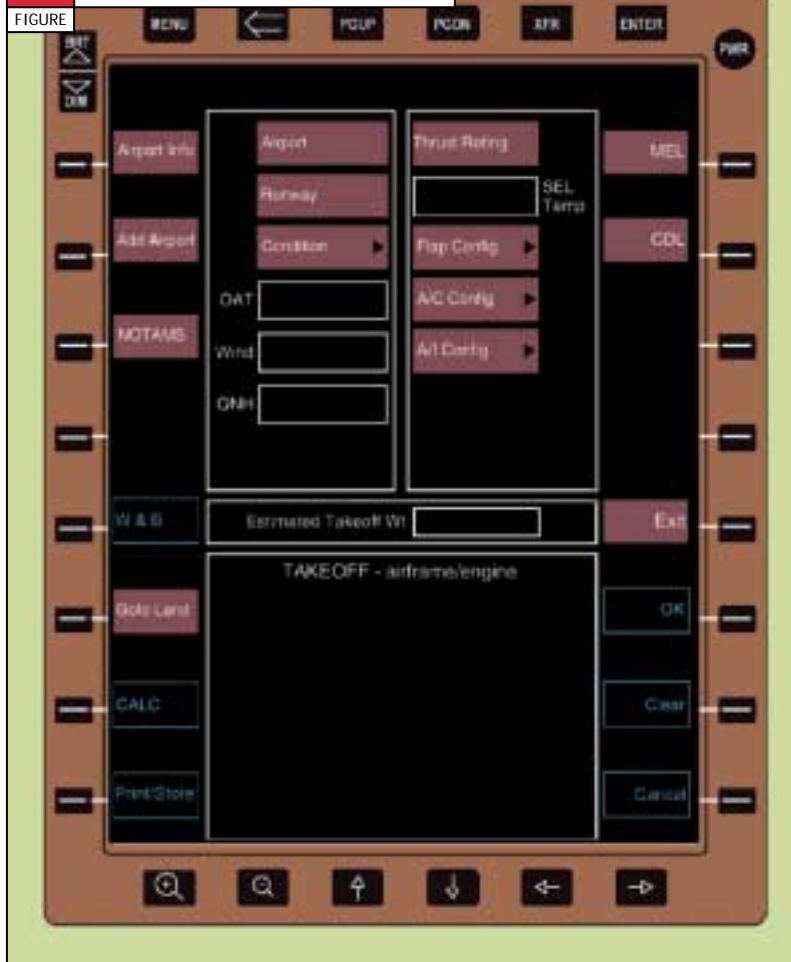 FIGURE
MENU
PGUP
PGDN
XFR
ENTER
PWR
BRT
DIM
Airport Info
Airport
Thrust Rating
MEL
Runway
SEL
Temp
Add Airport
Condition
Flap Config
CDL
OAT
A/C Config
NOTAMS
Wind
A/I Config
QNH
W & B
Estimated Takeoff Wt
Exit
TAKEOFF - airframe/engine
Goto Land
OK
CALC
Clear
Print/Store
Cancel